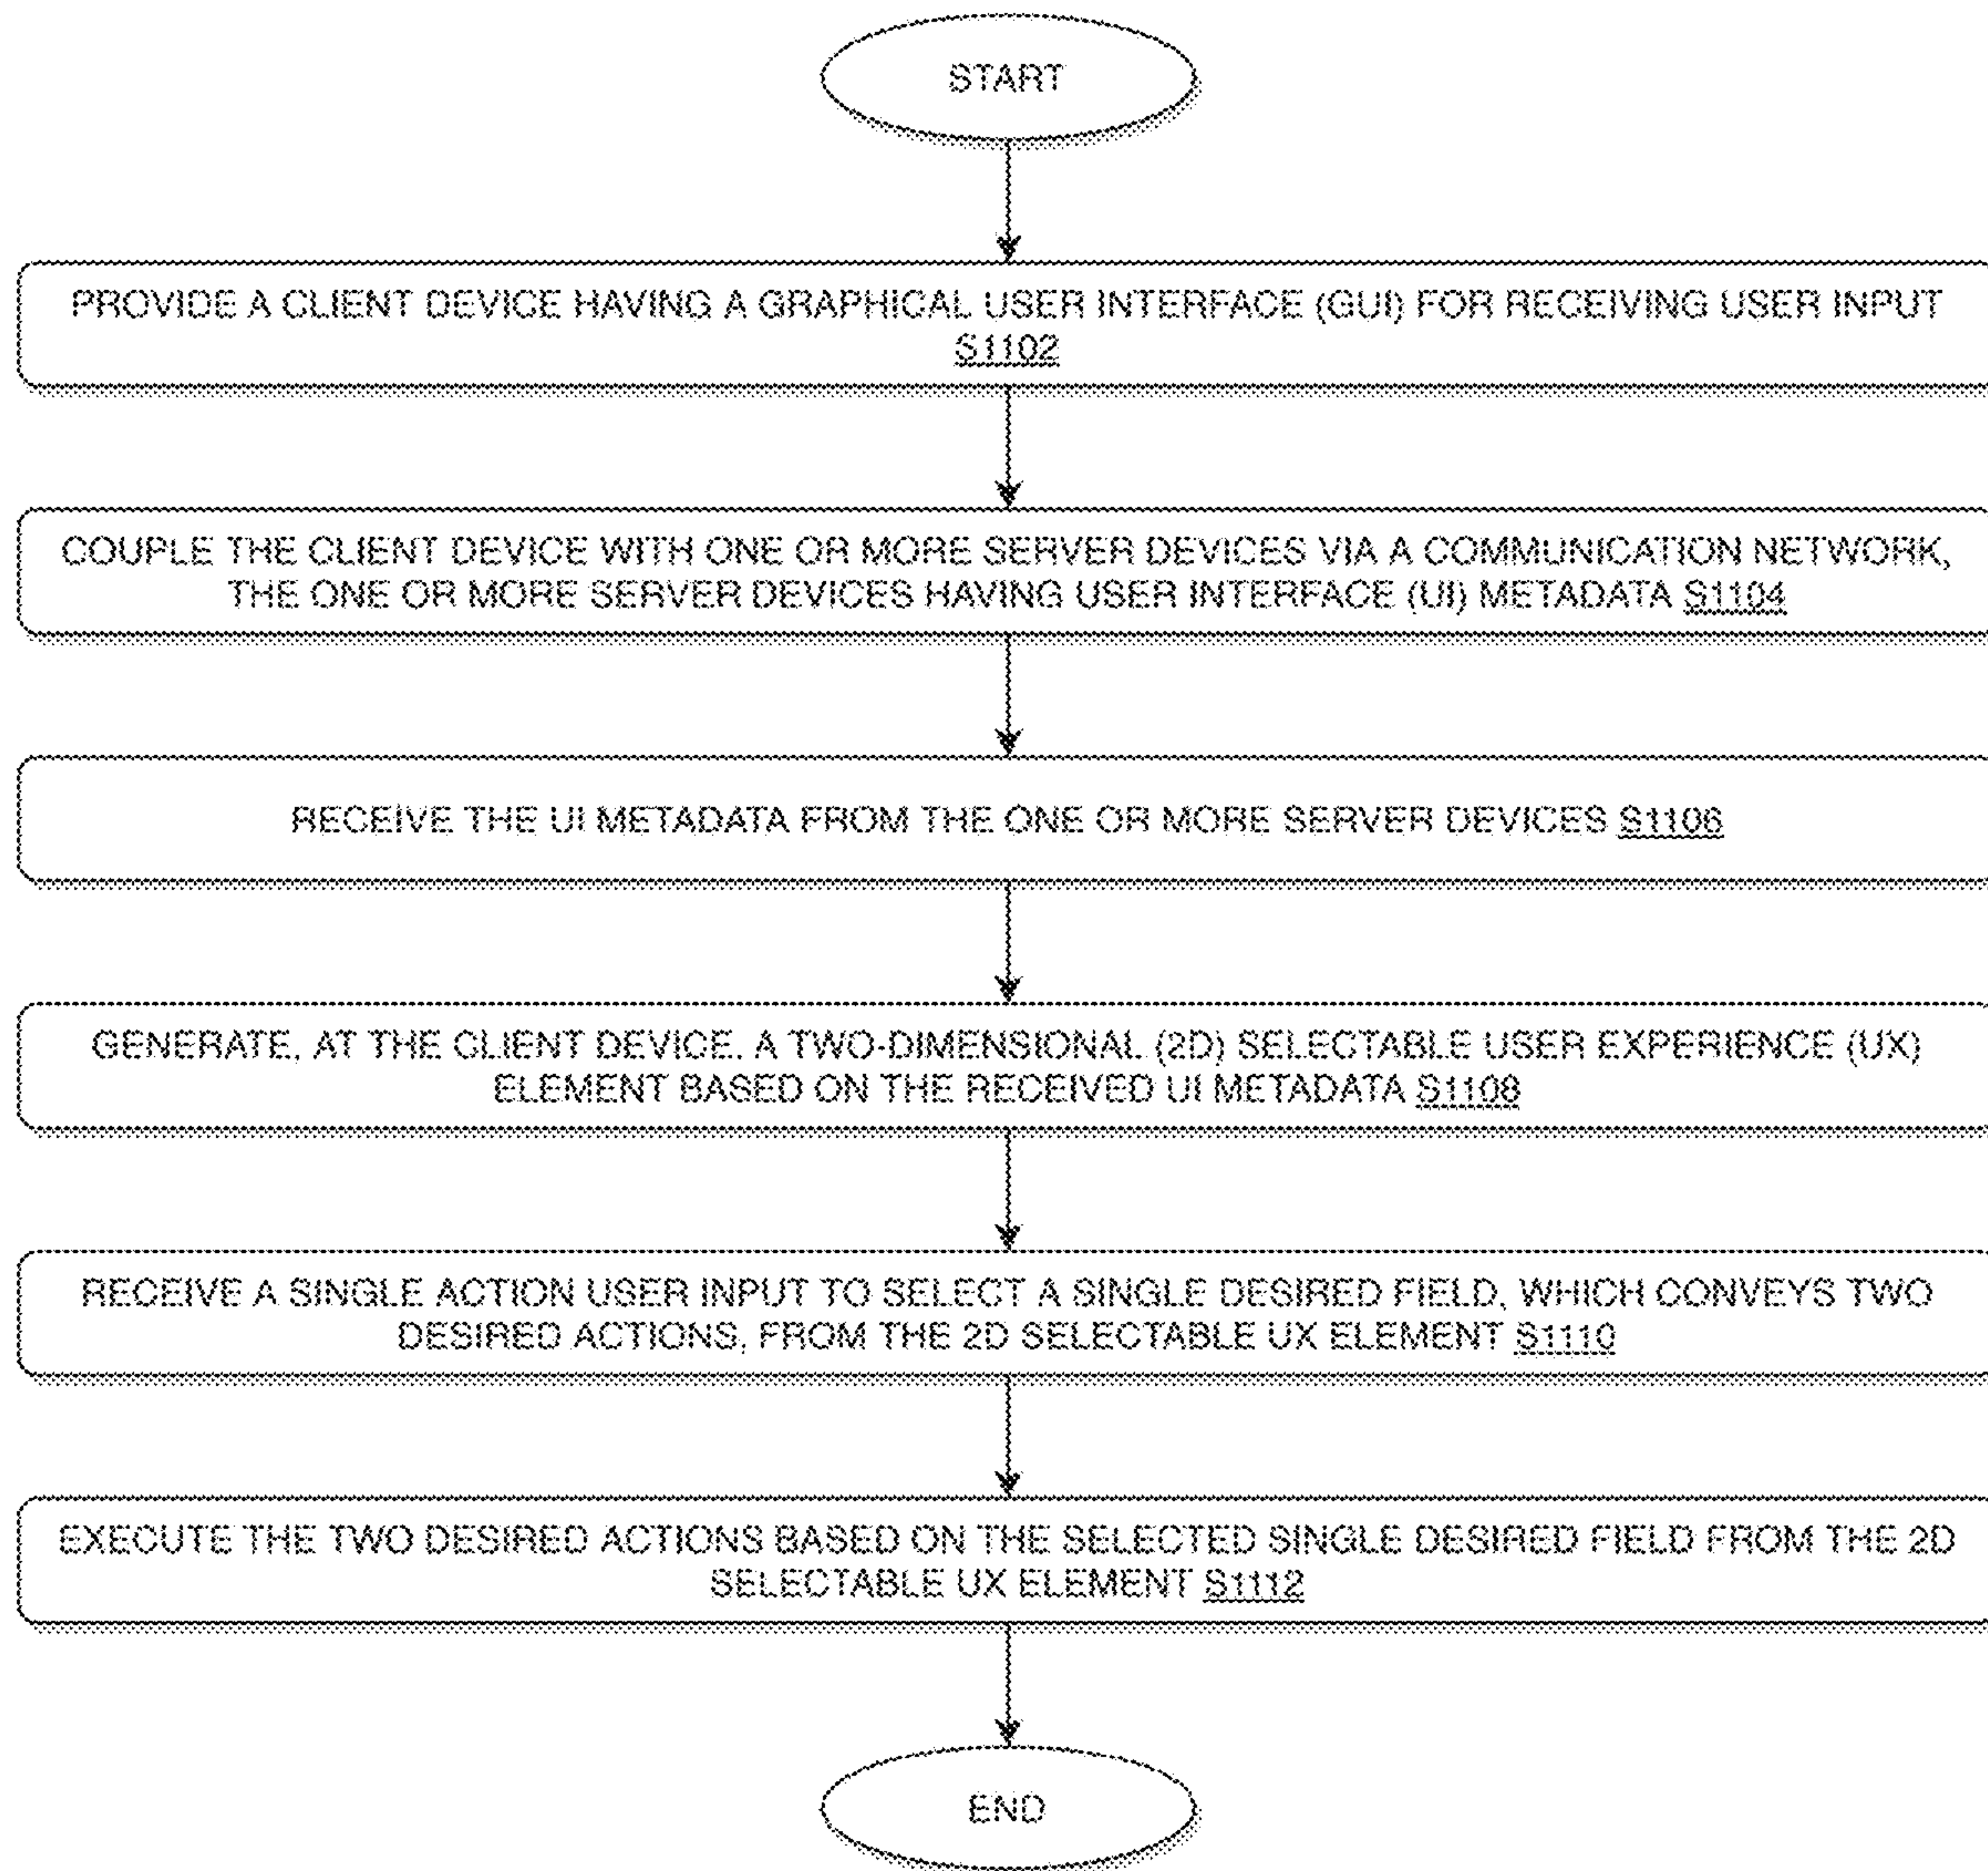 START
PROVIDE A CLIENT DEVICE HAVING A GRAPHICAL USER INTERFACE (GUI) FOR RECEIVING USER INPUT
S1102
COUPLE THE CLIENT DEVICE WITH ONE OR MORE SERVER DEVICES VIA A COMMUNICATION NETWORK,
THE ONE OR MORE SERVER DEVICES HAVING USER INTERFACE (UI) METADATA S1104
RECEIVE THE UI METADATA FROM THE ONE OR MORE SERVER DEVICES S1106
GENERATE, AT THE CLIENT DEVICE, A TWO-DIMENSIONAL (2D) SELECTABLE USER EXPERIENCE (UX)
ELEMENT BASED ON THE RECEIVED UI METADATA S1108
RECEIVE A SINGLE ACTION USER INPUT TO SELECT A SINGLE DESIRED FIELD, WHICH CONVEYS TWO
DESIRED ACTIONS, FROM THE 2D SELECTABLE UX ELEMENT S1110
EXECUTE THE TWO DESIRED ACTIONS BASED ON THE SELECTED SINGLE DESIRED FIELD FROM THE 2D
SELECTABLE UX ELEMENT S1112
END